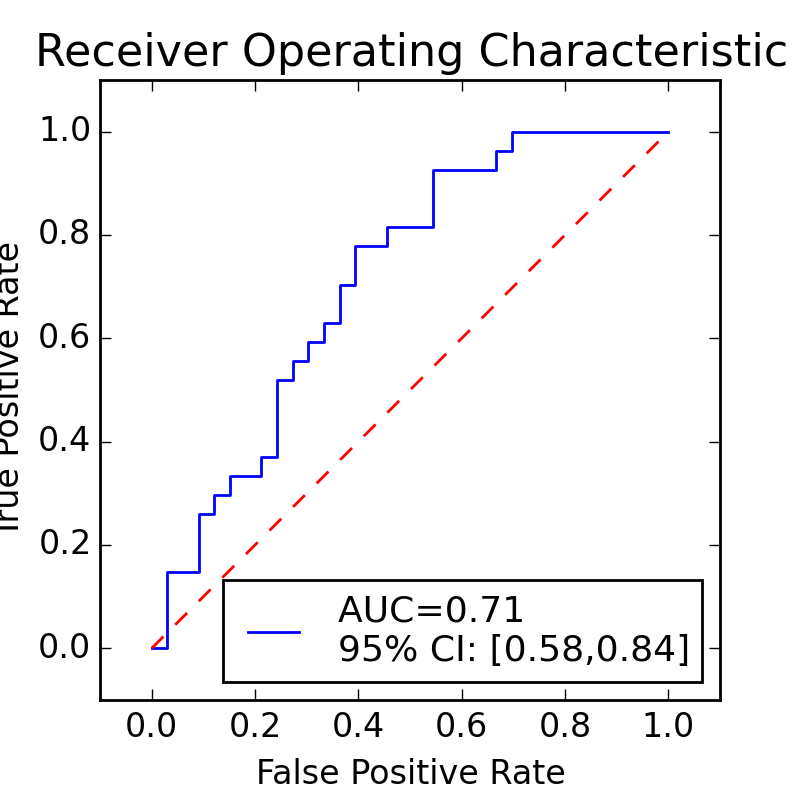 Receiver Operating Characteristic
1.0
0.8
0.6
0.4
0.2
0.0
True Positive Rate
AUC=0.71
95% CI: [0.58,0.84]
0.0 0.2 0.4 0.6 0.8 1.0
False Positive Rate